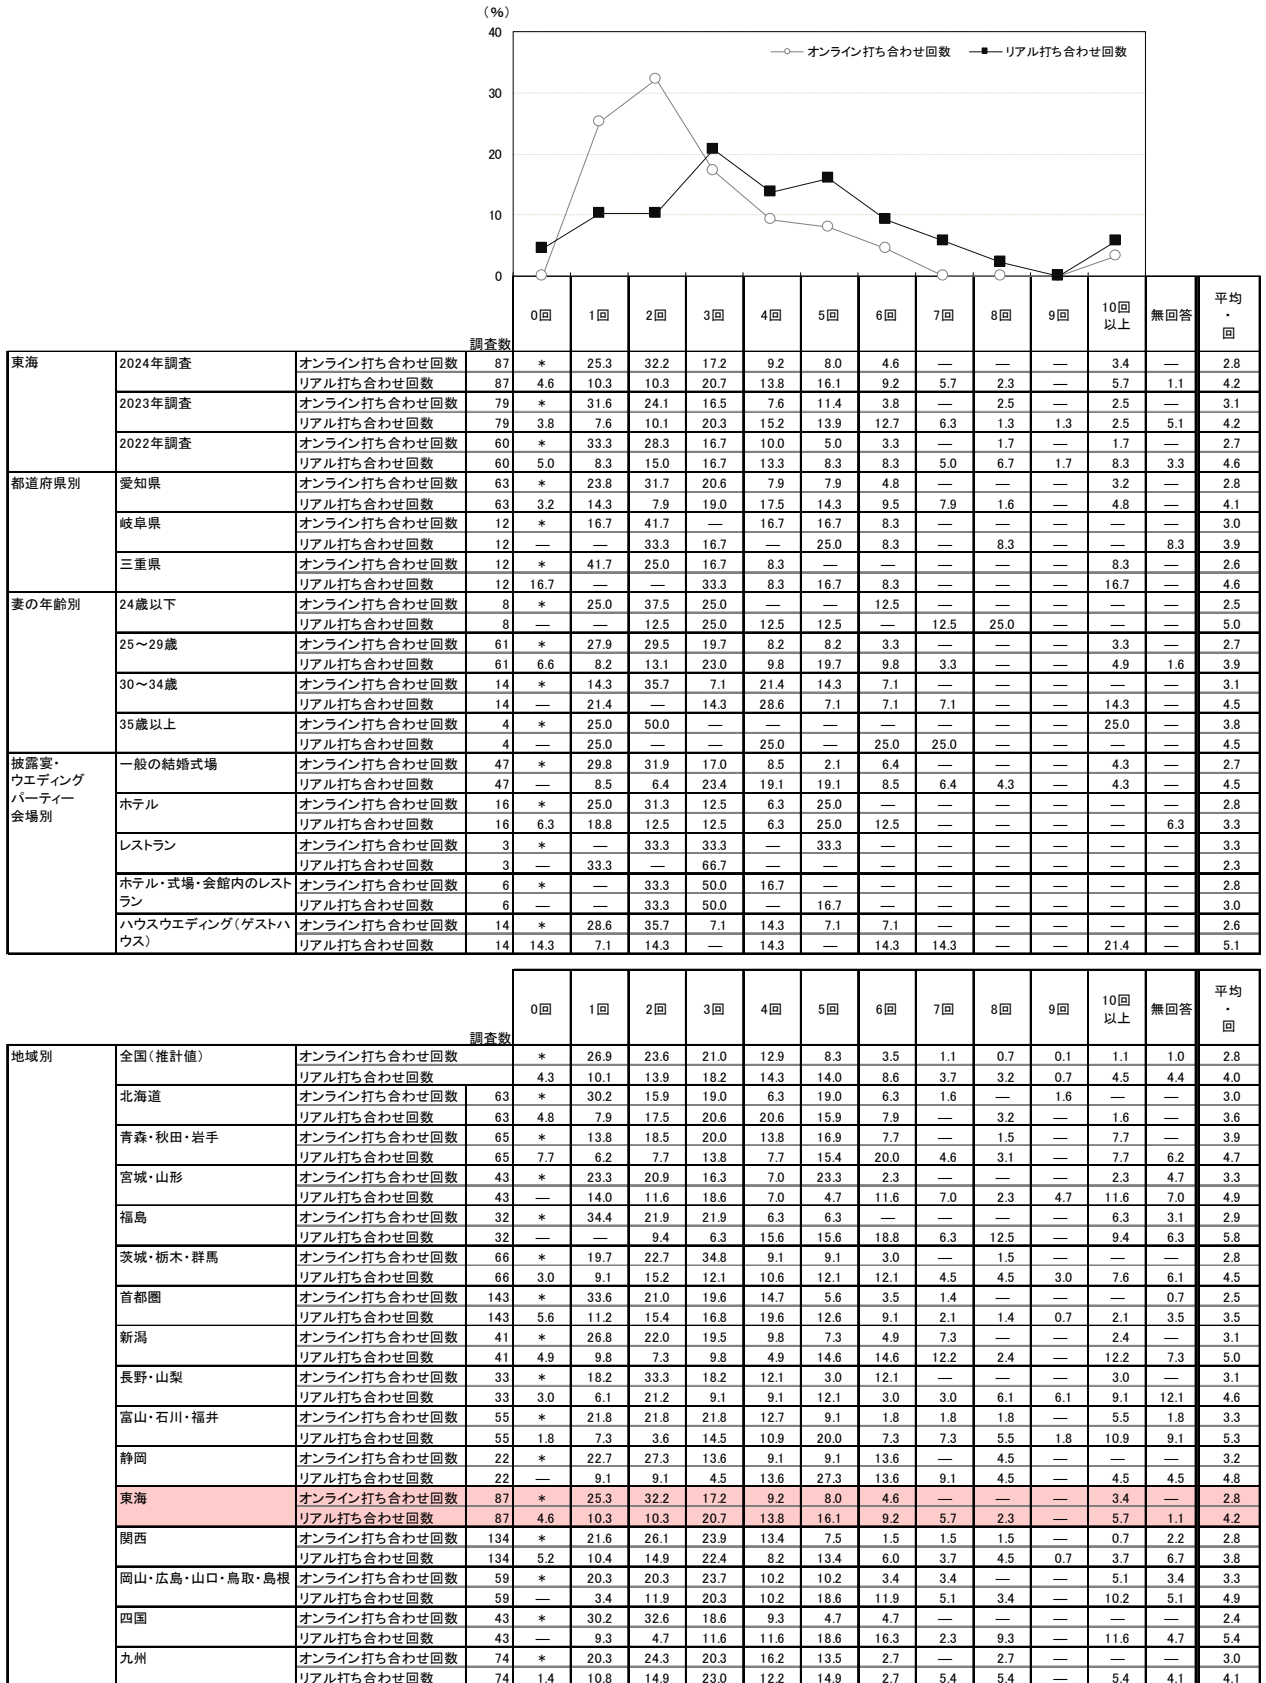 （%）
40
30
20
10
0
オンライン打ち合わせ回数 リアル打ち合わせ回数
調査数 0回 1回 2回 3回 4回 5回 6回 7回 8回 9回 10回以上 無回答 平均・回
東海 2024年調査 オンライン打ち合わせ回数 87 * 25.3 32.2 17.2 9.2 8.0 4.6 — — — 3.4 — 2.8
リアル打ち合わせ回数 87 4.6 10.3 10.3 20.7 13.8 16.1 9.2 5.7 2.3 — 5.7 1.1 4.2
2023年調査 オンライン打ち合わせ回数 79 * 31.6 24.1 16.5 7.6 11.4 3.8 — 2.5 — 2.5 — 3.1
リアル打ち合わせ回数 79 3.8 7.6 10.1 20.3 15.2 13.9 12.7 6.3 1.3 1.3 2.5 5.1 4.2
2022年調査 オンライン打ち合わせ回数 60 * 33.3 28.3 16.7 10.0 5.0 3.3 — 1.7 — 1.7 — 2.7
リアル打ち合わせ回数 60 5.0 8.3 15.0 16.7 13.3 8.3 8.3 5.0 6.7 1.7 8.3 3.3 4.6
都道府県別 愛知県 オンライン打ち合わせ回数 63 * 23.8 31.7 20.6 7.9 7.9 4.8 — — — 3.2 — 2.8
リアル打ち合わせ回数 63 3.2 14.3 7.9 19.0 17.5 14.3 9.5 7.9 1.6 — 4.8 — 4.1
岐阜県 オンライン打ち合わせ回数 12 * 16.7 41.7 — 16.7 16.7 8.3 — — — — — 3.0
リアル打ち合わせ回数 12 — — 33.3 16.7 — 25.0 8.3 — 8.3 — — 8.3 3.9
三重県 オンライン打ち合わせ回数 12 * 41.7 25.0 16.7 8.3 — — — — — 8.3 — 2.6
リアル打ち合わせ回数 12 16.7 — — 33.3 8.3 16.7 8.3 — — — 16.7 — 4.6
妻の年齢別 24歳以下 オンライン打ち合わせ回数 8 * 25.0 37.5 25.0 — — 12.5 — — — — — 2.5
リアル打ち合わせ回数 8 — — 12.5 25.0 12.5 12.5 — 12.5 25.0 — — — 5.0
25～29歳 オンライン打ち合わせ回数 61 * 27.9 29.5 19.7 8.2 8.2 3.3 — — — 3.3 — 2.7
リアル打ち合わせ回数 61 6.6 8.2 13.1 23.0 9.8 19.7 9.8 3.3 — — 4.9 1.6 3.9
30～34歳 オンライン打ち合わせ回数 14 * 14.3 35.7 7.1 21.4 14.3 7.1 — — — — — 3.1
リアル打ち合わせ回数 14 — 21.4 — 14.3 28.6 7.1 7.1 7.1 — — 14.3 — 4.5
35歳以上 オンライン打ち合わせ回数 4 * 25.0 50.0 — — — — — — — 25.0 — 3.8
リアル打ち合わせ回数 4 — 25.0 — — 25.0 — 25.0 25.0 — — — — 4.5
披露宴・ウエディングパーティー会場別 一般の結婚式場 オンライン打ち合わせ回数 47 * 29.8 31.9 17.0 8.5 2.1 6.4 — — — 4.3 — 2.7
リアル打ち合わせ回数 47 — 8.5 6.4 23.4 19.1 19.1 8.5 6.4 4.3 — 4.3 — 4.5
ホテル オンライン打ち合わせ回数 16 * 25.0 31.3 12.5 6.3 25.0 — — — — — — 2.8
リアル打ち合わせ回数 16 6.3 18.8 12.5 12.5 6.3 25.0 12.5 — — — — 6.3 3.3
レストラン オンライン打ち合わせ回数 3 * — 33.3 33.3 — 33.3 — — — — — — 3.3
リアル打ち合わせ回数 3 — 33.3 — 66.7 — — — — — — — — 2.3
ホテル・式場・会館内のレストラン オンライン打ち合わせ回数 6 * — 33.3 50.0 16.7 — — — — — — — 2.8
リアル打ち合わせ回数 6 — — 33.3 50.0 — 16.7 — — — — — — 3.0
ハウスウエディング（ゲストハウス） オンライン打ち合わせ回数 14 * 28.6 35.7 7.1 14.3 7.1 7.1 — — — — — 2.6
リアル打ち合わせ回数 14 14.3 7.1 14.3 — 14.3 — 14.3 14.3 — — 21.4 — 5.1
調査数 0回 1回 2回 3回 4回 5回 6回 7回 8回 9回 10回以上 無回答 平均・回
地域別 全国（推計値） オンライン打ち合わせ回数 * 26.9 23.6 21.0 12.9 8.3 3.5 1.1 0.7 0.1 1.1 1.0 2.8
リアル打ち合わせ回数 4.3 10.1 13.9 18.2 14.3 14.0 8.6 3.7 3.2 0.7 4.5 4.4 4.0
北海道 オンライン打ち合わせ回数 63 * 30.2 15.9 19.0 6.3 19.0 6.3 1.6 — 1.6 — — 3.0
リアル打ち合わせ回数 63 4.8 7.9 17.5 20.6 20.6 15.9 7.9 — 3.2 — 1.6 — 3.6
青森・秋田・岩手 オンライン打ち合わせ回数 65 * 13.8 18.5 20.0 13.8 16.9 7.7 — 1.5 — 7.7 — 3.9
リアル打ち合わせ回数 65 7.7 6.2 7.7 13.8 7.7 15.4 20.0 4.6 3.1 — 7.7 6.2 4.7
宮城・山形 オンライン打ち合わせ回数 43 * 23.3 20.9 16.3 7.0 23.3 2.3 — — — 2.3 4.7 3.3
リアル打ち合わせ回数 43 — 14.0 11.6 18.6 7.0 4.7 11.6 7.0 2.3 4.7 11.6 7.0 4.9
福島 オンライン打ち合わせ回数 32 * 34.4 21.9 21.9 6.3 6.3 — — — — 6.3 3.1 2.9
リアル打ち合わせ回数 32 — — 9.4 6.3 15.6 15.6 18.8 6.3 12.5 — 9.4 6.3 5.8
茨城・栃木・群馬 オンライン打ち合わせ回数 66 * 19.7 22.7 34.8 9.1 9.1 3.0 — 1.5 — — — 2.8
リアル打ち合わせ回数 66 3.0 9.1 15.2 12.1 10.6 12.1 12.1 4.5 4.5 3.0 7.6 6.1 4.5
首都圏 オンライン打ち合わせ回数 143 * 33.6 21.0 19.6 14.7 5.6 3.5 1.4 — — — 0.7 2.5
リアル打ち合わせ回数 143 5.6 11.2 15.4 16.8 19.6 12.6 9.1 2.1 1.4 0.7 2.1 3.5 3.5
新潟 オンライン打ち合わせ回数 41 * 26.8 22.0 19.5 9.8 7.3 4.9 7.3 — — 2.4 — 3.1
リアル打ち合わせ回数 41 4.9 9.8 7.3 9.8 4.9 14.6 14.6 12.2 2.4 — 12.2 7.3 5.0
長野・山梨 オンライン打ち合わせ回数 33 * 18.2 33.3 18.2 12.1 3.0 12.1 — — — 3.0 — 3.1
リアル打ち合わせ回数 33 3.0 6.1 21.2 9.1 9.1 12.1 3.0 3.0 6.1 6.1 9.1 12.1 4.6
富山・石川・福井 オンライン打ち合わせ回数 55 * 21.8 21.8 21.8 12.7 9.1 1.8 1.8 1.8 — 5.5 1.8 3.3
リアル打ち合わせ回数 55 1.8 7.3 3.6 14.5 10.9 20.0 7.3 7.3 5.5 1.8 10.9 9.1 5.3
静岡 オンライン打ち合わせ回数 22 * 22.7 27.3 13.6 9.1 9.1 13.6 — 4.5 — — — 3.2
リアル打ち合わせ回数 22 — 9.1 9.1 4.5 13.6 27.3 13.6 9.1 4.5 — 4.5 4.5 4.8
東海 オンライン打ち合わせ回数 87 * 25.3 32.2 17.2 9.2 8.0 4.6 — — — 3.4 — 2.8
リアル打ち合わせ回数 87 4.6 10.3 10.3 20.7 13.8 16.1 9.2 5.7 2.3 — 5.7 1.1 4.2
関西 オンライン打ち合わせ回数 134 * 21.6 26.1 23.9 13.4 7.5 1.5 1.5 1.5 — 0.7 2.2 2.8
リアル打ち合わせ回数 134 5.2 10.4 14.9 22.4 8.2 13.4 6.0 3.7 4.5 0.7 3.7 6.7 3.8
岡山・広島・山口・鳥取・島根 オンライン打ち合わせ回数 59 * 20.3 20.3 23.7 10.2 10.2 3.4 3.4 — — 5.1 3.4 3.3
リアル打ち合わせ回数 59 — 3.4 11.9 20.3 10.2 18.6 11.9 5.1 3.4 — 10.2 5.1 4.9
四国 オンライン打ち合わせ回数 43 * 30.2 32.6 18.6 9.3 4.7 4.7 — — — — — 2.4
リアル打ち合わせ回数 43 — 9.3 4.7 11.6 11.6 18.6 16.3 2.3 9.3 — 11.6 4.7 5.4
九州 オンライン打ち合わせ回数 74 * 20.3 24.3 20.3 16.2 13.5 2.7 — 2.7 — — — 3.0
リアル打ち合わせ回数 74 1.4 10.8 14.9 23.0 12.2 14.9 2.7 5.4 5.4 — 5.4 4.1 4.1